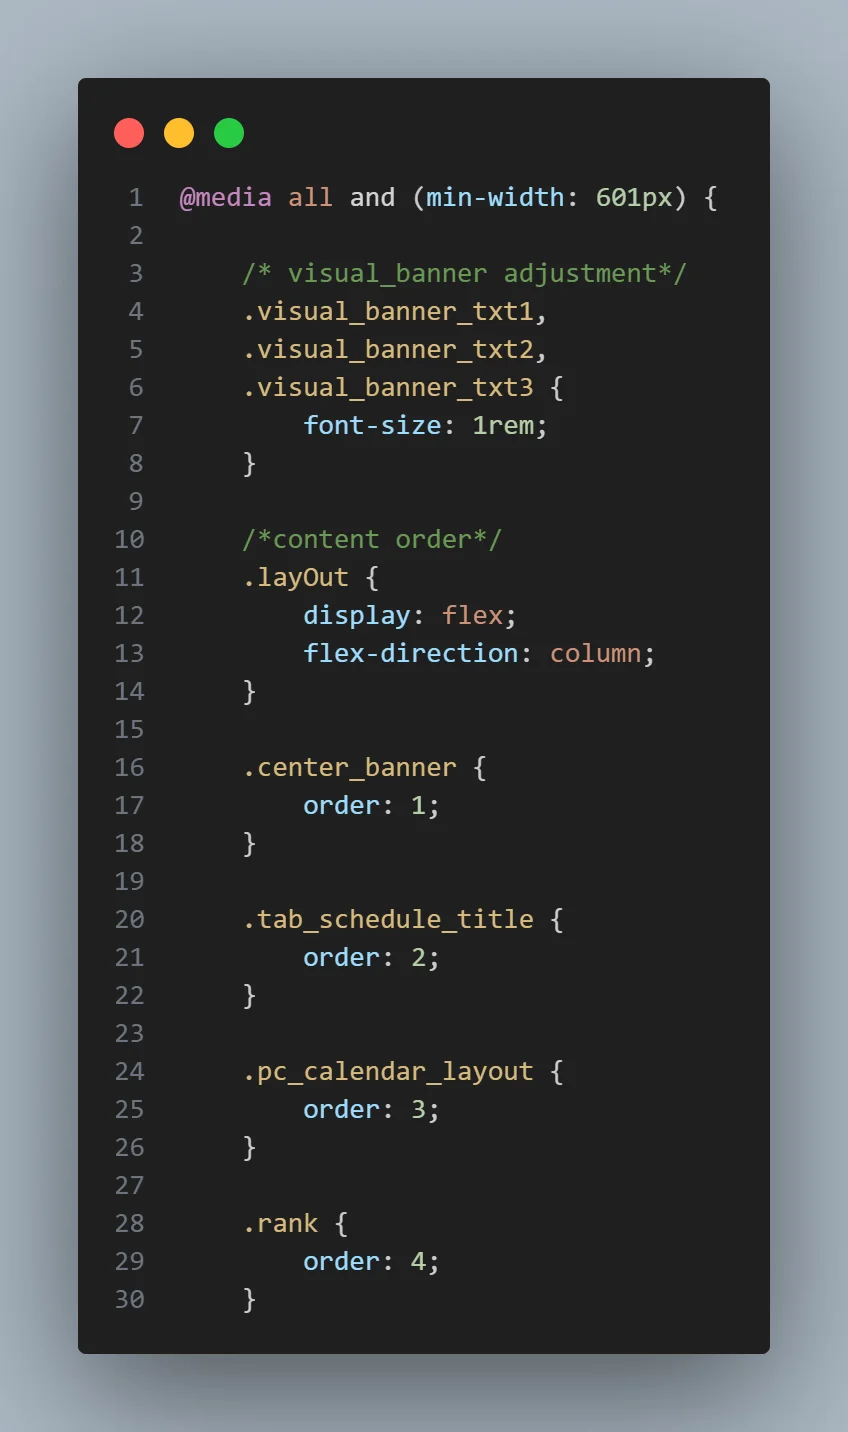 1 @media all and (min-width: 601px) {
2
3 /* visual_banner adjustment*/
4 .visual_banner_txt1,
5 .visual_banner_txt2,
6 .visual_banner_txt3 {
7 font-size: 1rem;
8 }
9
10 /*content order*/
11 .layOut {
12 display: flex;
13 flex-direction: column;
14 }
15
16 .center_banner {
17 order: 1;
18 }
19
20 .tab_schedule_title {
21 order: 2;
22 }
23
24 .pc_calendar_layout {
25 order: 3;
26 }
27
28 .rank {
29 order: 4;
30 }